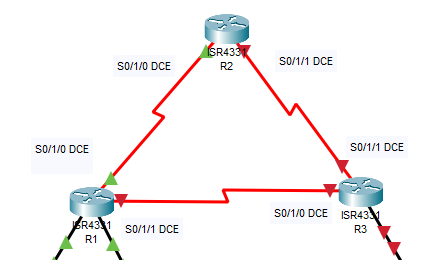 ISR4331
R2
S0/1/0 DCE
S0/1/1 DCE
S0/1/0 DCE
S0/1/1 DCE
ISR4331
R1
S0/1/1 DCE
S0/1/0 DCE
ISR4331
R3